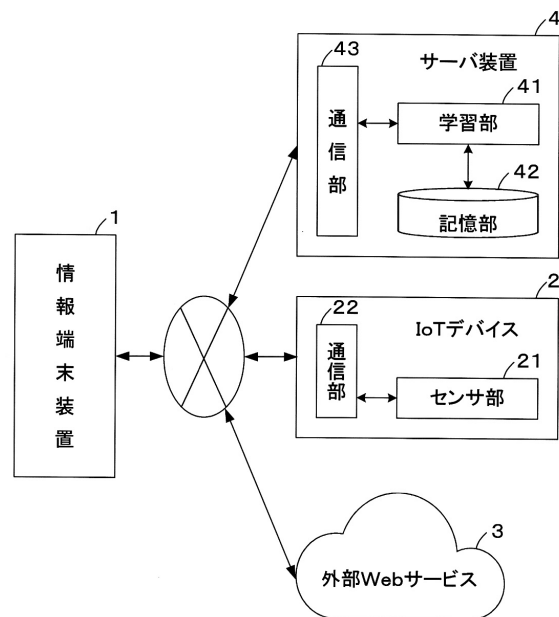 4
43
サーバ装置
41
通信部
学習部
42
記憶部
1
情報端末装置
2
22
IoTデバイス
通信部
21
センサ部
3
外部Webサービス